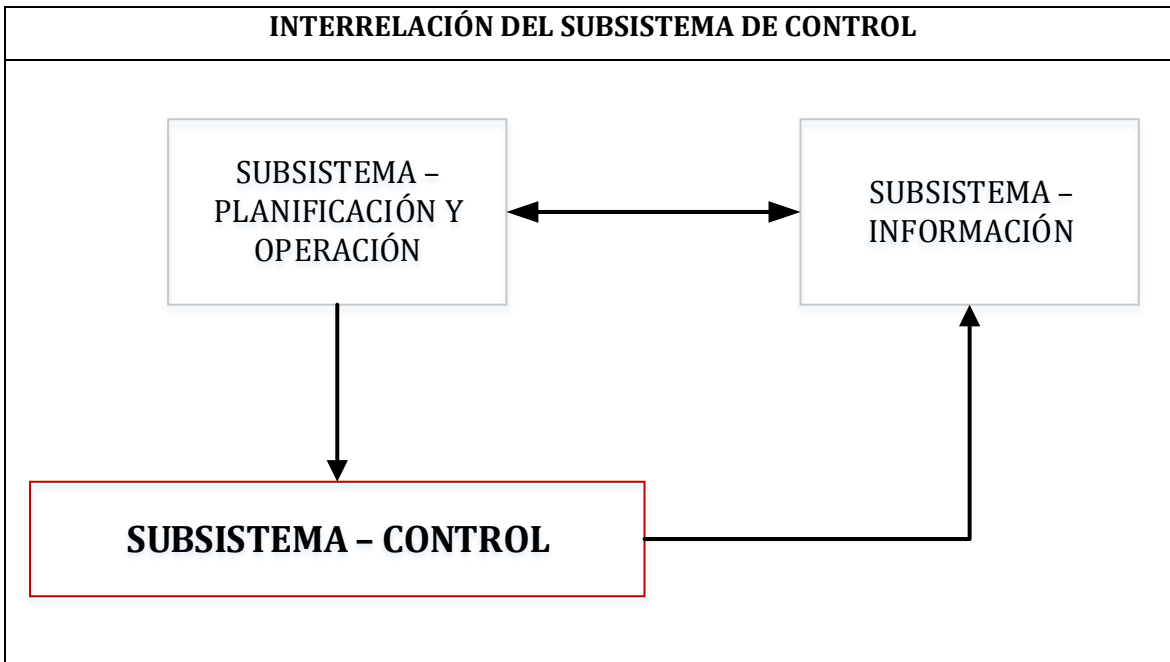 INTERRELACIÓN DEL SUBSISTEMA DE CONTROL
SUBSISTEMA –
PLANIFICACIÓN Y
OPERACIÓN
SUBSISTEMA –
INFORMACIÓN
SUBSISTEMA – CONTROL